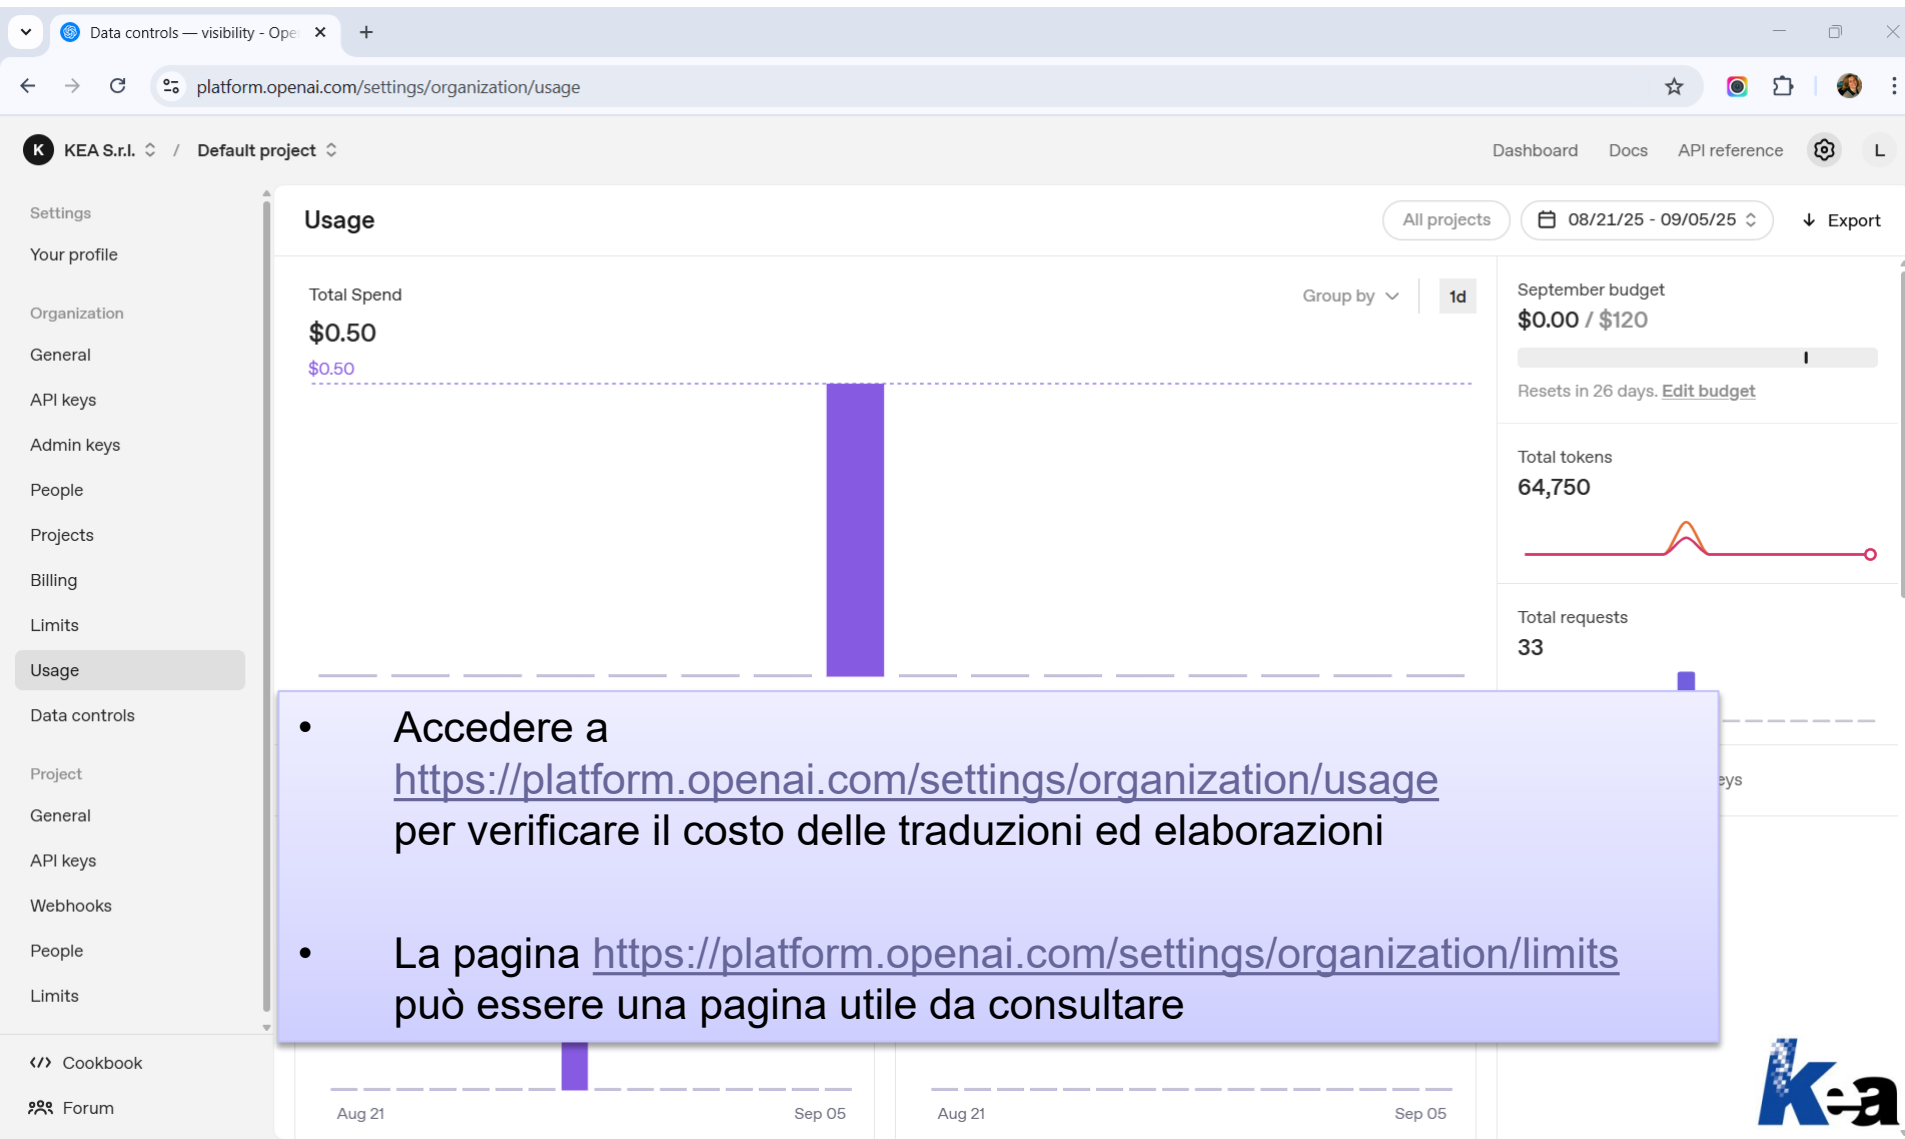 Data controls — visibility - Ope
platform.openai.com/settings/organization/usage
K KEA S.r.l. / Default project
Dashboard Docs API reference L
Settings
Your profile
Organization
General
API keys
Admin keys
People
Projects
Billing
Limits
Usage
Data controls
Project
General
API keys
Webhooks
People
Limits
Cookbook
Forum
Usage
All projects 08/21/25 - 09/05/25 Export
Total Spend
$0.50
$0.50
Group by 1d
September budget
$0.00 / $120
Resets in 26 days. Edit budget
Total tokens
64,750
Total requests
33
• Accedere a
https://platform.openai.com/settings/organization/usage
per verificare il costo delle traduzioni ed elaborazioni
• La pagina https://platform.openai.com/settings/organization/limits
può essere una pagina utile da consultare
Aug 21 Sep 05
Aug 21 Sep 05
kea